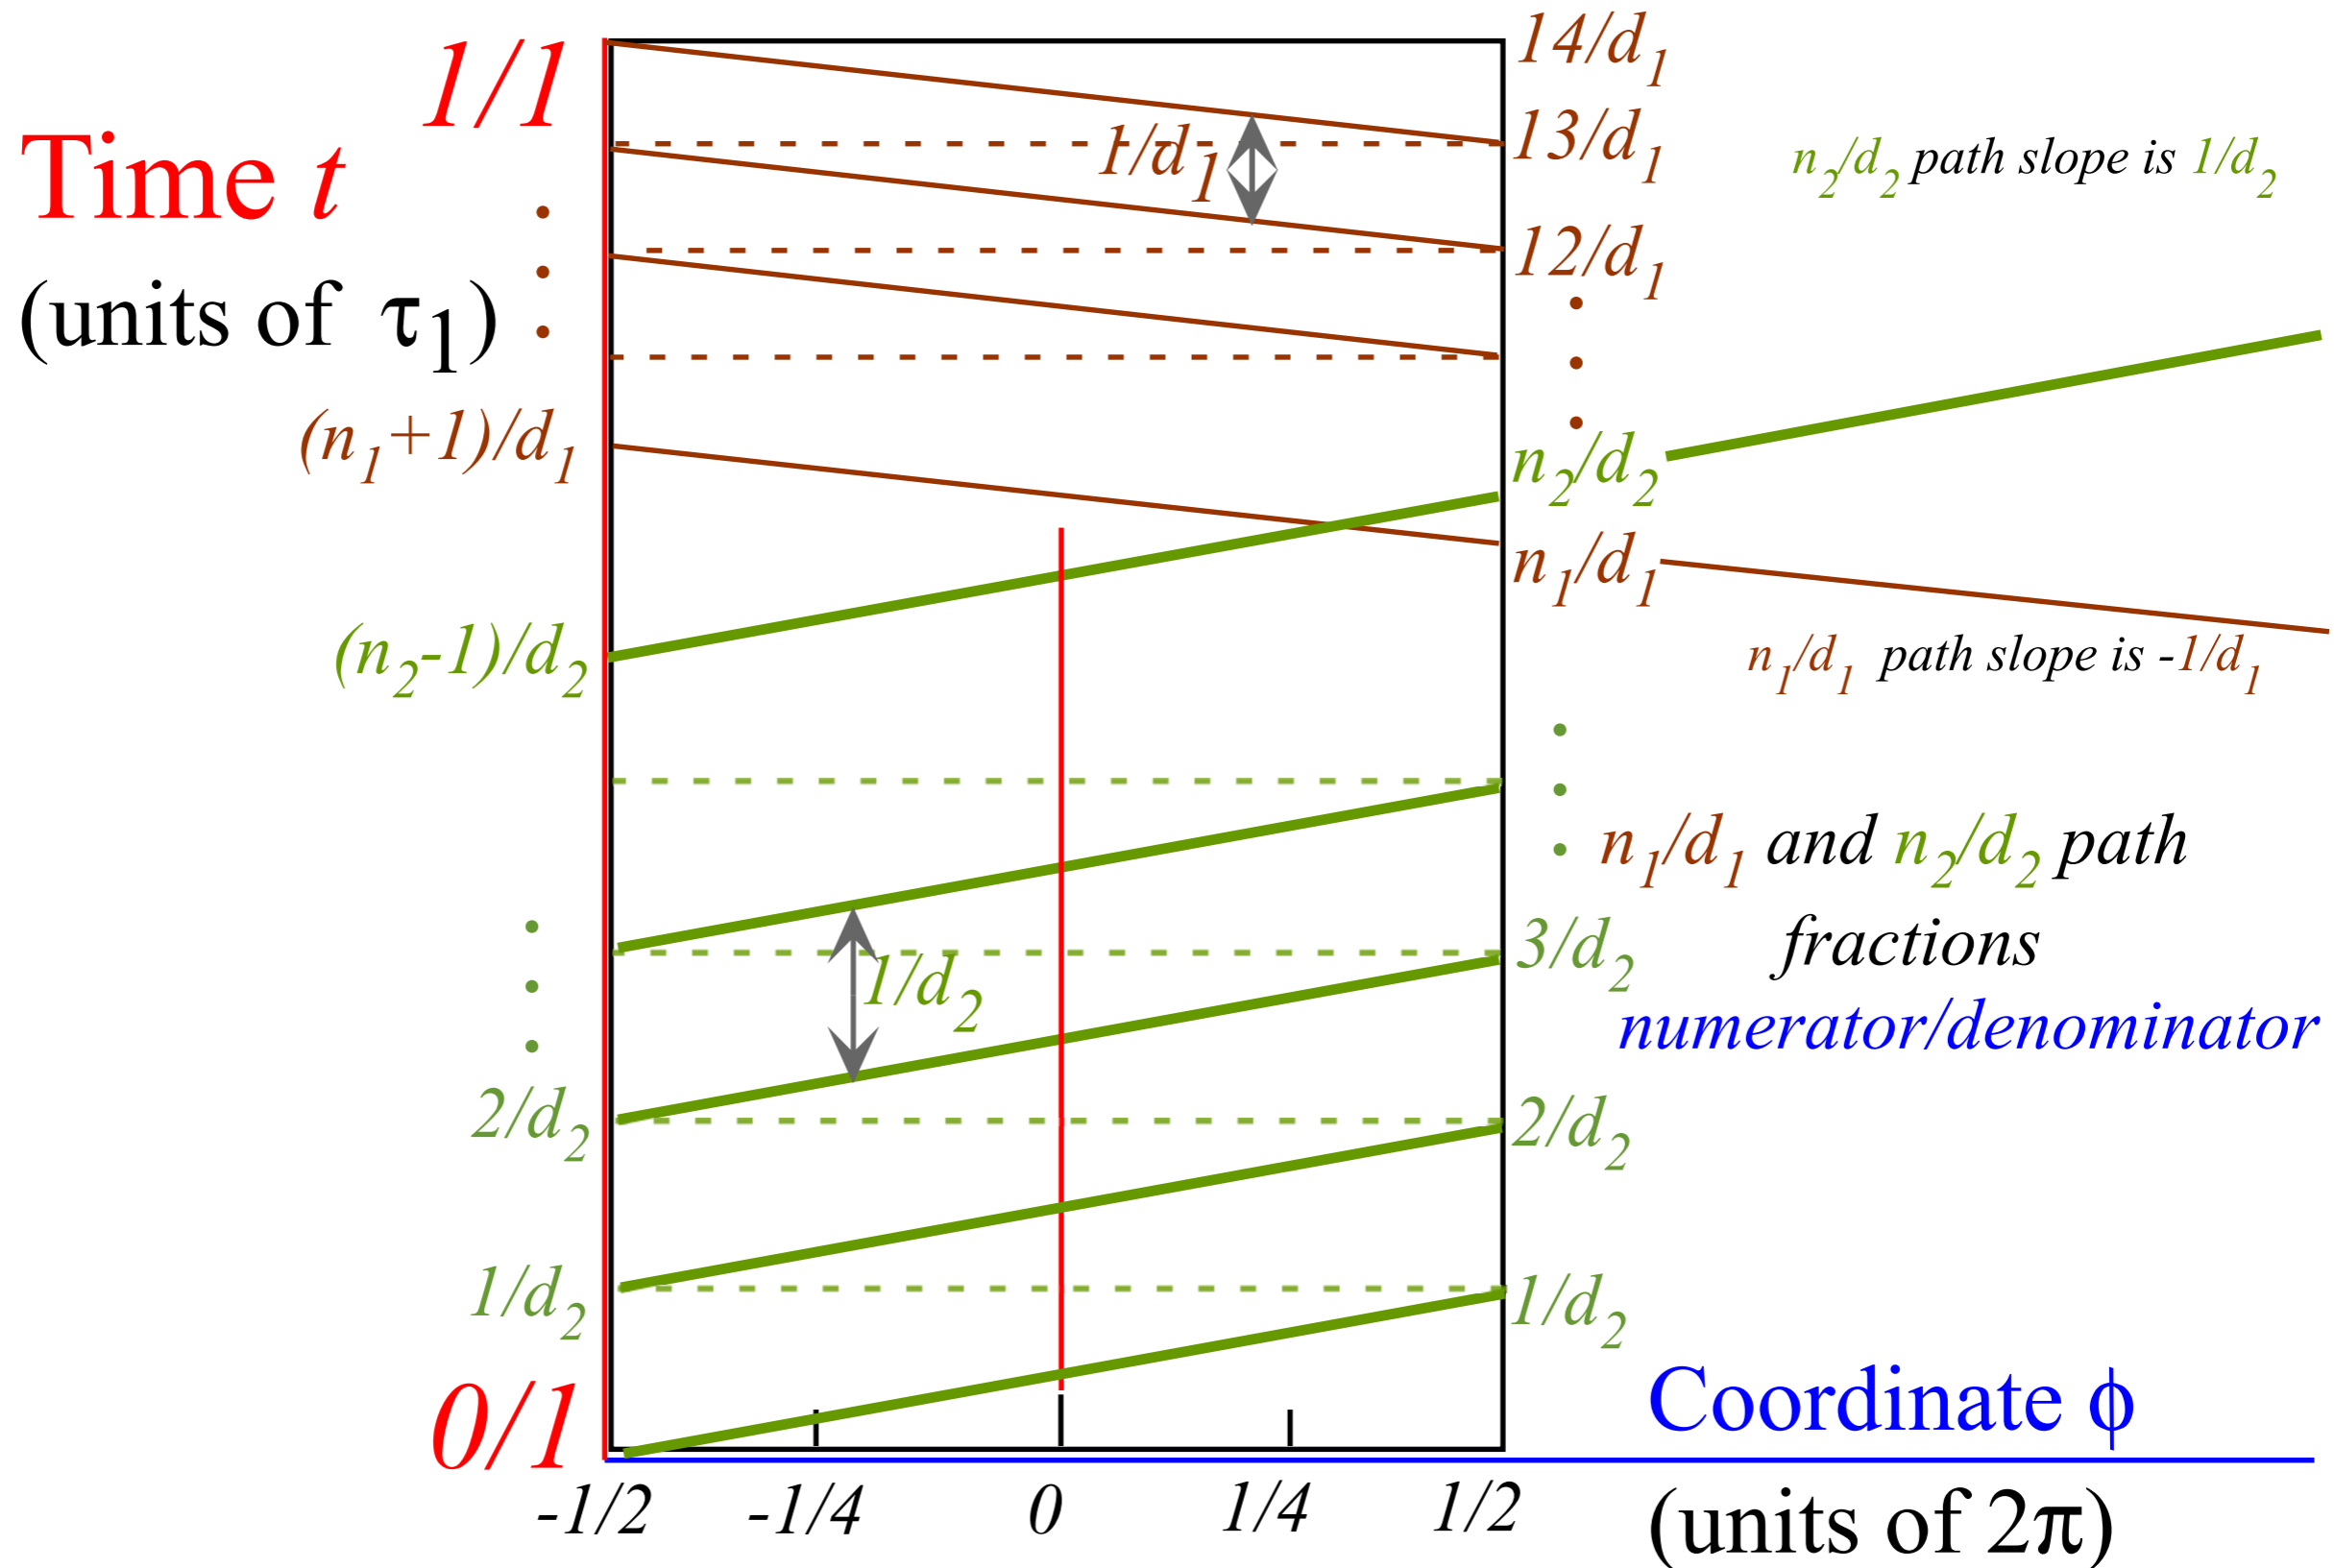 1/1
14/d1
Time t
1/d1
13/d1
n2/d2 path slope is 1/d2
12/d1
(units of τ1)
(n1+1)/d1
n2/d2
n1/d1
(n2-1)/d2
n1/d1 path slope is -1/d1
n1/d1 and n2/d2 path
fractions
numerator/denominator
3/d2
1/d2
2/d2
2/d2
1/d2
1/d2
0/1
Coordinate ϕ
(units of 2π)
-1/2 -1/4 0 1/4 1/2